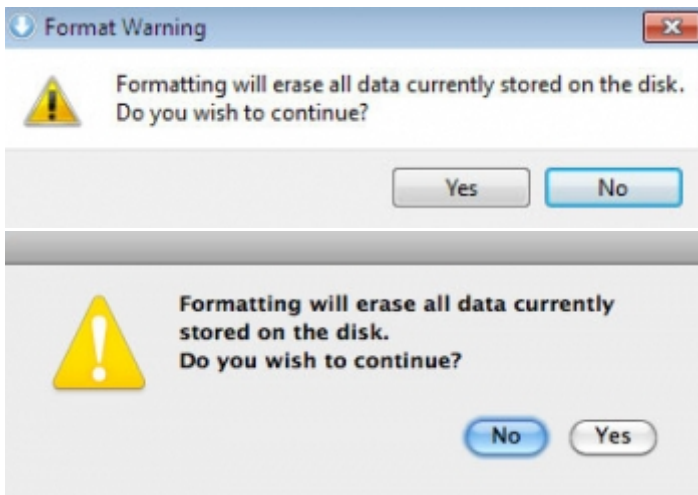 Format Warning
Formatting will erase all data currently stored on the disk.
Do you wish to continue?
Yes No
Formatting will erase all data currently
stored on the disk.
Do you wish to continue?
No Yes